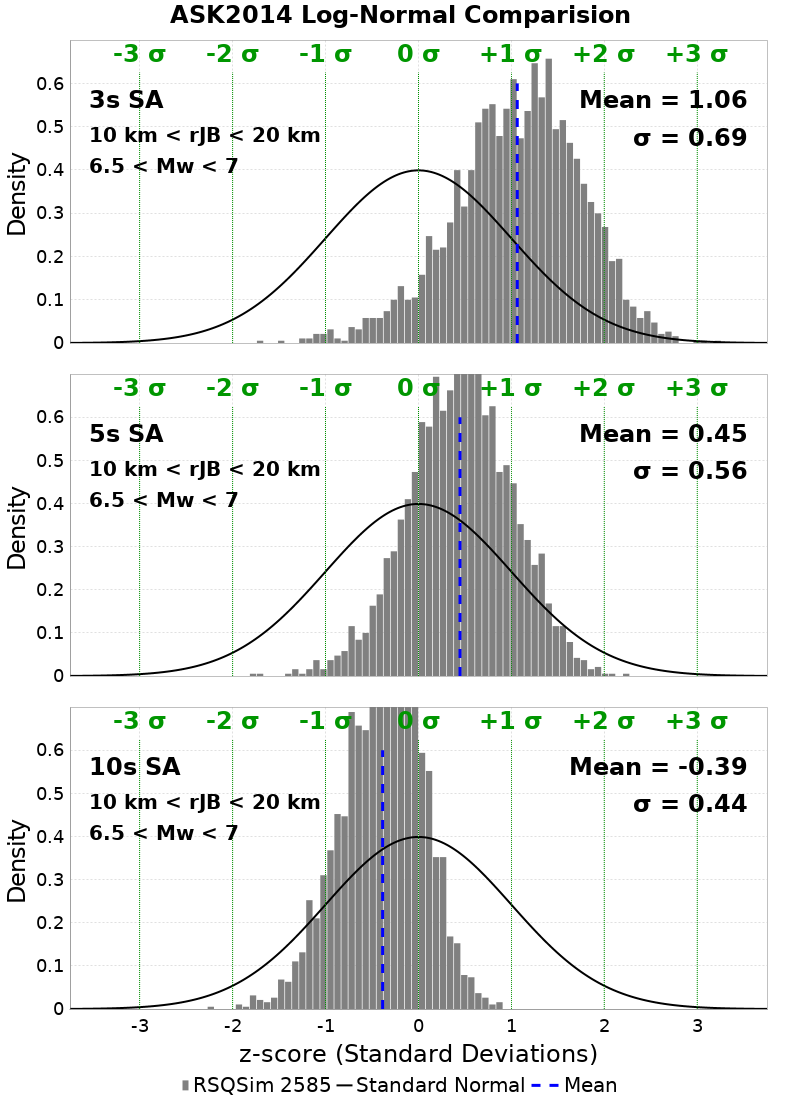 ASK2014 Log-Normal Comparision
-3 σ -2 σ -1 σ 0 σ +1 σ +2 σ +3 σ
3s SA
10 km < rJB < 20 km
6.5 < Mw < 7
Mean = 1.06
σ = 0.69
Density
0.6
0.5
0.4
0.3
0.2
0.1
0
-3 σ -2 σ -1 σ 0 σ +1 σ +2 σ +3 σ
5s SA
10 km < rJB < 20 km
6.5 < Mw < 7
Mean = 0.45
σ = 0.56
Density
0.6
0.5
0.4
0.3
0.2
0.1
0
-3 σ -2 σ -1 σ 0 σ +1 σ +2 σ +3 σ
10s SA
10 km < rJB < 20 km
6.5 < Mw < 7
Mean = -0.39
σ = 0.44
Density
0.6
0.5
0.4
0.3
0.2
0.1
0
-3 -2 -1 0 1 2 3
z-score (Standard Deviations)
RSQSim 2585 Standard Normal Mean